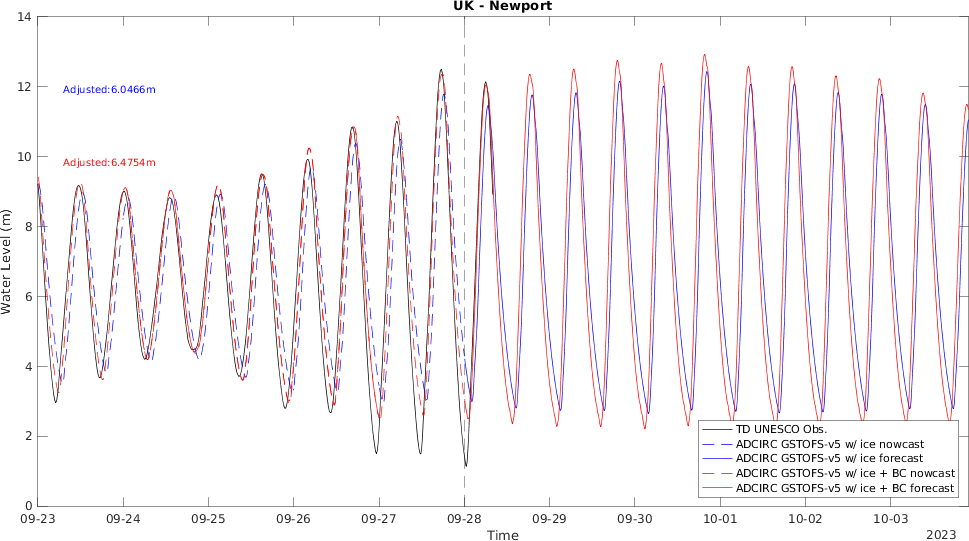 UK - Newport
14
12
10
8
6
4
2
0
Water Level (m)
Adjusted:6.0466m
Adjusted:6.4754m
TD UNESCO Obs.
ADCIRC GSTOFS-v5 w/ ice nowcast
ADCIRC GSTOFS-v5 w/ ice forecast
ADCIRC GSTOFS-v5 w/ ice + BC nowcast
ADCIRC GSTOFS-v5 w/ ice + BC forecast
09-23 09-24 09-25 09-26 09-27 09-28 09-29 09-30 10-01 10-02 10-03
Time
2023